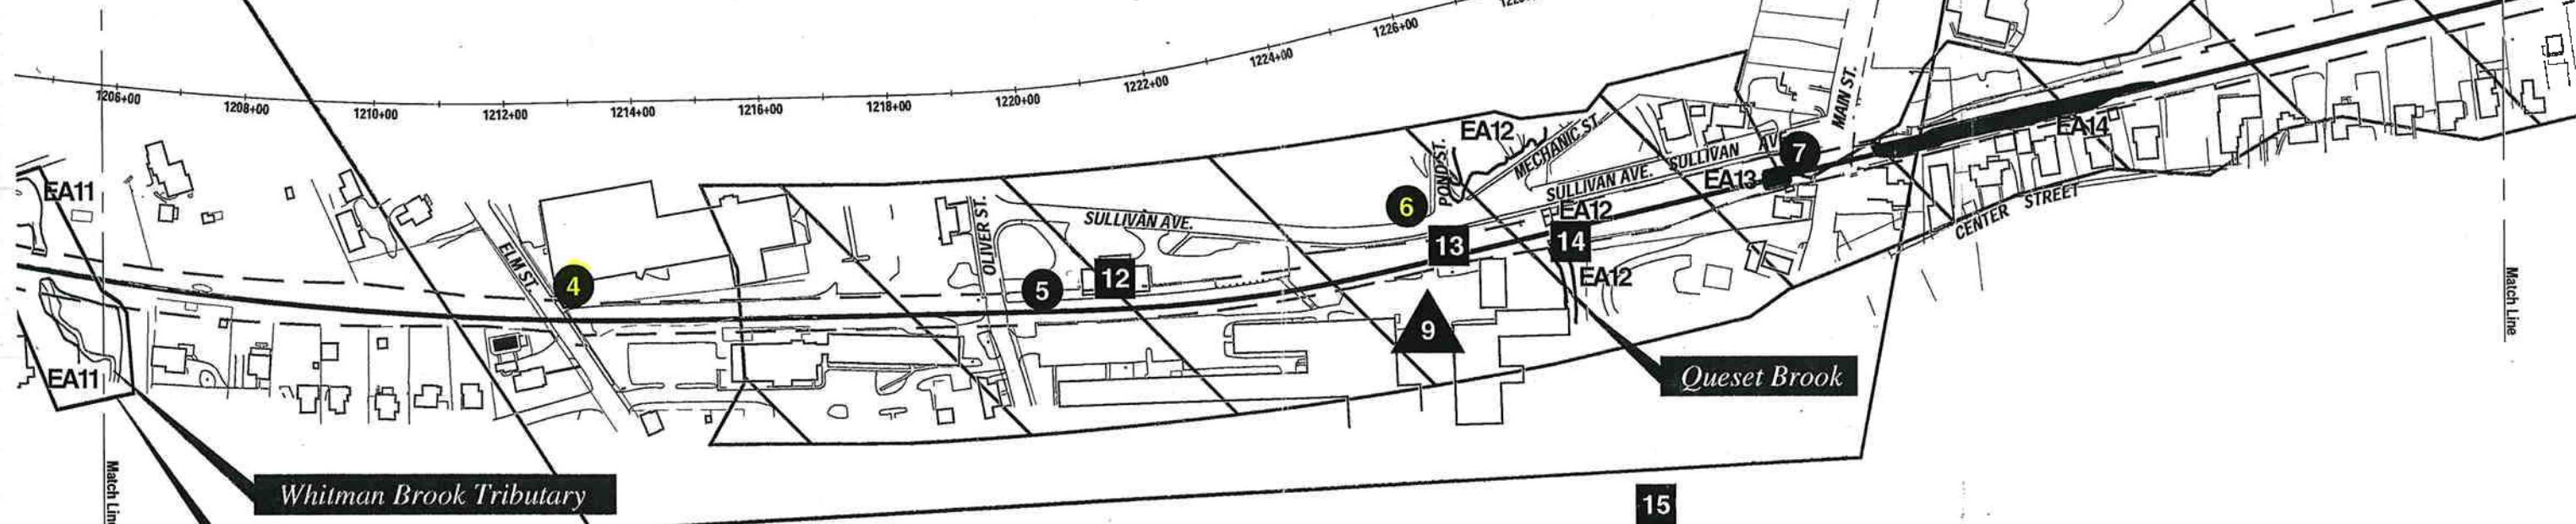 1206+00
1208+00
1210+00
1212+00
1214+00
1216+00
1218+00
1220+00
1222+00
1224+00
1226+00
MAIN ST.
EA12
MECHANIC ST.
POND ST.
SULLIVAN AVE.
SULLIVAN AV
7
EA13
EA14
CENTER STREET
EA11
ELM ST.
4
OLIVER ST.
SULLIVAN AVE.
5
12
6
13
EA12
14
EA12
9
Queset Brook
Match Line
EA11
Whitman Brook Tributary
Match Lin
15